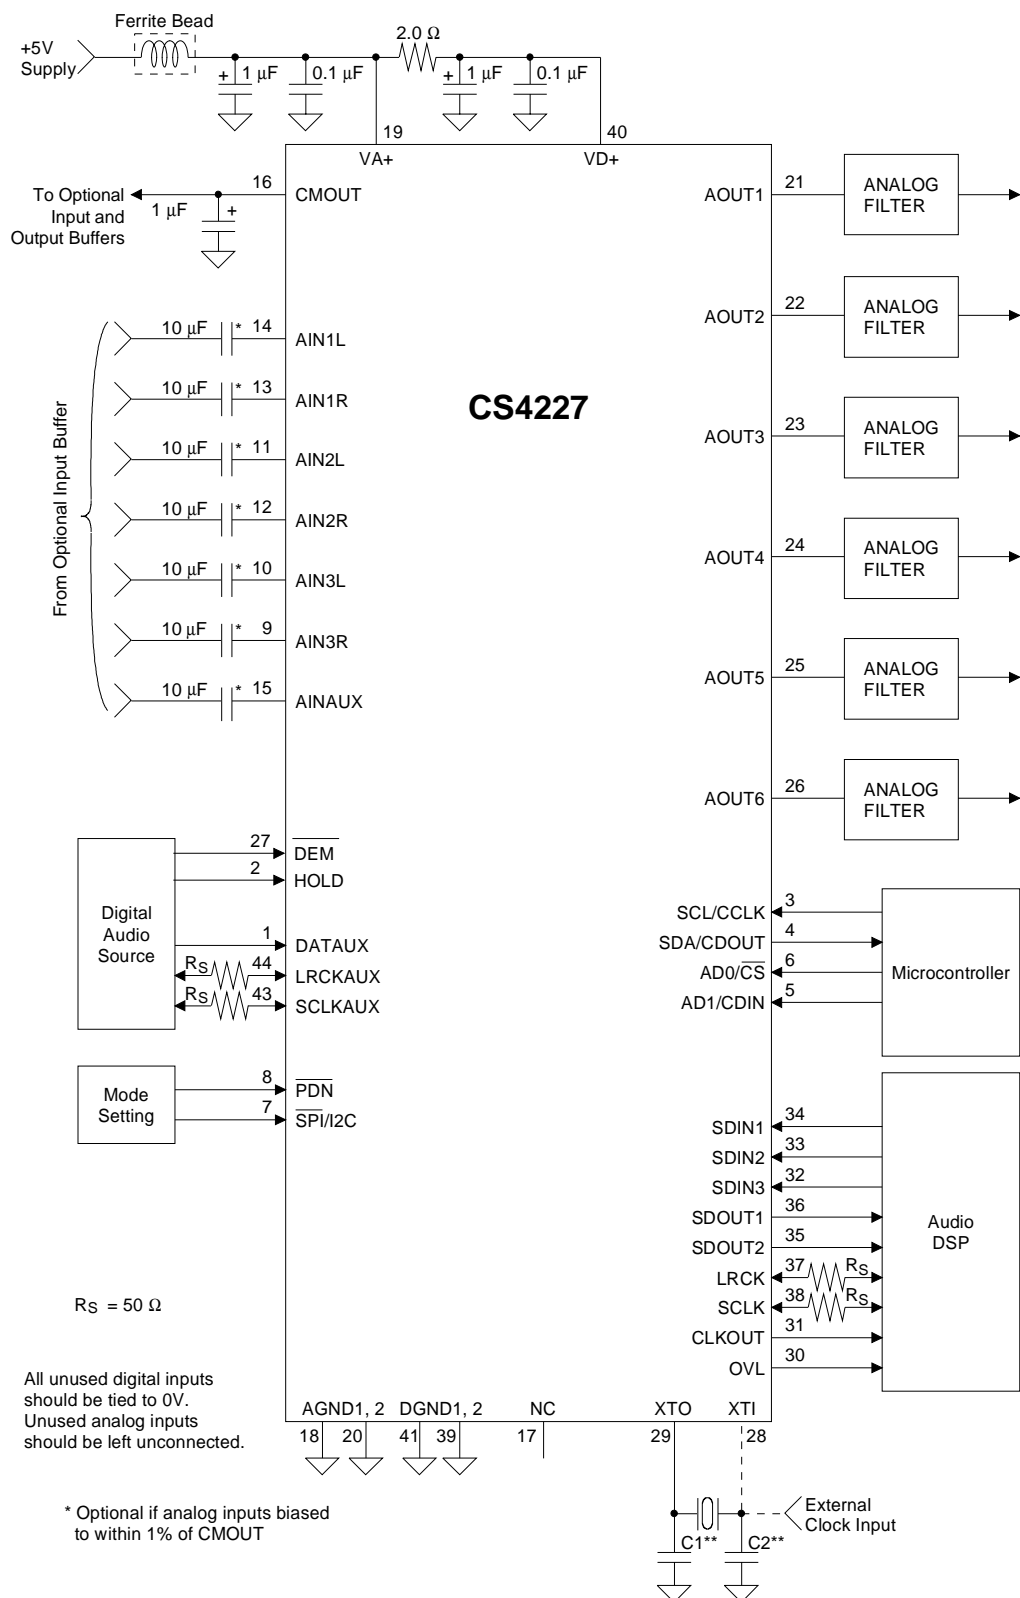 Ferrite Bead
+5V
Supply
+ 1 µF
0.1 µF
2.0 Ω
+ 1 µF
0.1 µF
19
40
VA+
VD+
To Optional
Input and
Output Buffers
1 µF
+
16
CMOUT
From Optional Input Buffer
10 µF * 14 AIN1L
10 µF * 13 AIN1R
10 µF * 11 AIN2L
10 µF * 12 AIN2R
10 µF * 10 AIN3L
10 µF * 9 AIN3R
10 µF * 15 AINAUX
CS4227
AOUT1 21
ANALOG
FILTER
AOUT2 22
ANALOG
FILTER
AOUT3 23
ANALOG
FILTER
AOUT4 24
ANALOG
FILTER
AOUT5 25
ANALOG
FILTER
AOUT6 26
ANALOG
FILTER
Digital
Audio
Source
27 DEM
2 HOLD
1 DATAUX
RS 44 LRCKAUX
RS 43 SCLKAUX
Mode
Setting
8 PDN
7 SPI/I2C
SCL/CCLK 3
SDA/CDOUT 4
AD0/CS 6
AD1/CDIN 5
Microcontroller
SDIN1 34
SDIN2 33
SDIN3 32
SDOUT1 36
SDOUT2 35
LRCK 37 RS
SCLK 38 RS
CLKOUT 31
OVL 30
Audio
DSP
RS = 50 Ω
All unused digital inputs
should be tied to 0V.
Unused analog inputs
should be left unconnected.
AGND1, 2 DGND1, 2 NC XTO XTI
18 20 41 39 17 29 28
* Optional if analog inputs biased
to within 1% of CMOUT
External
Clock Input
C1** C2**